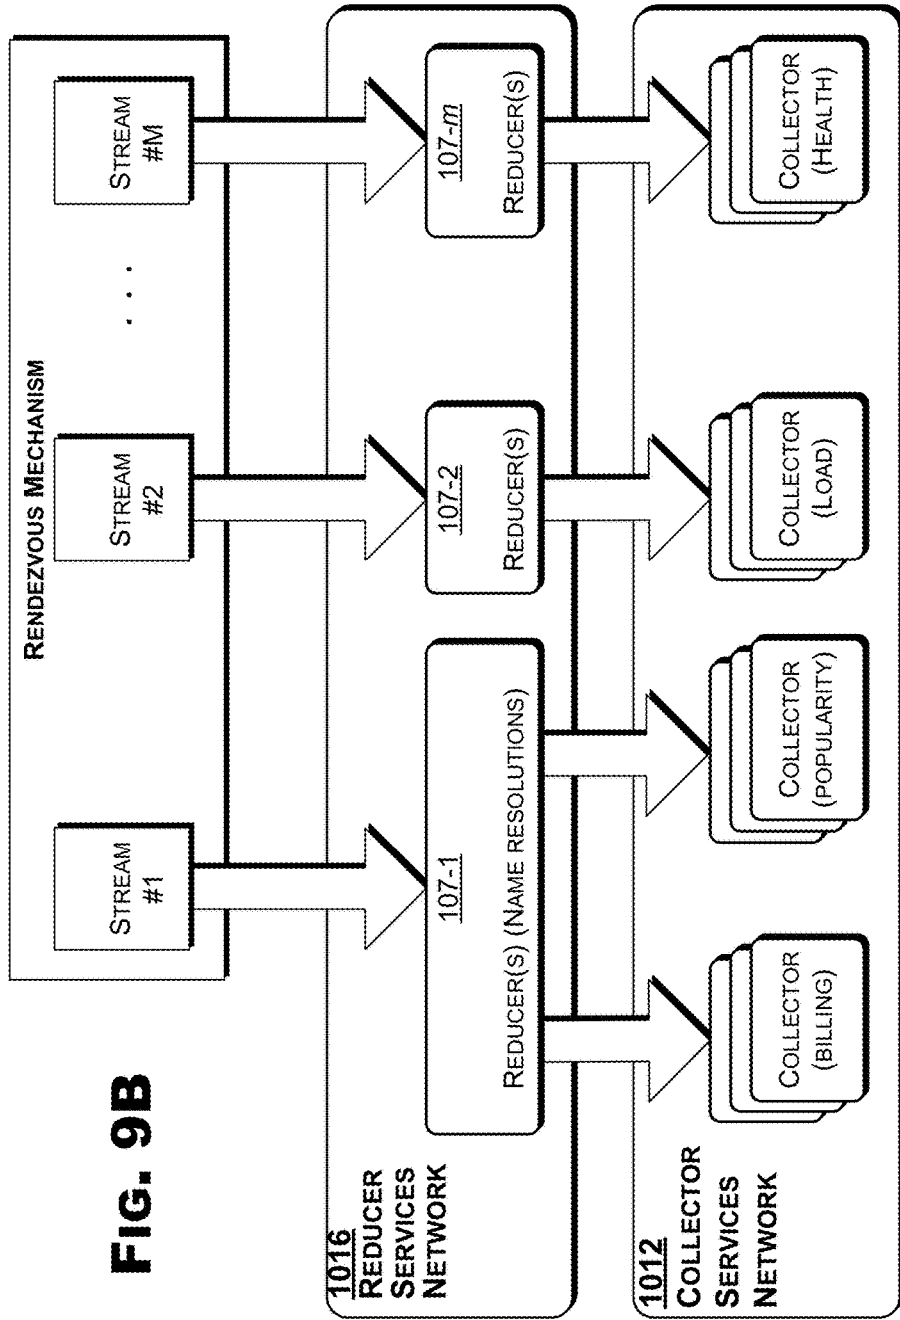 FIG. 9B
RENDEZVOUS MECHANISM
STREAM
#1
STREAM
#2
. . .
STREAM
#M
1016
REDUCER
SERVICES
NETWORK
107-1
REDUCER(S) (NAME RESOLUTIONS)
107-2
REDUCER(S)
107-m
REDUCER(S)
1012
COLLECTOR
SERVICES
NETWORK
COLLECTOR
(BILLING)
COLLECTOR
(POPULARITY)
COLLECTOR
(LOAD)
COLLECTOR
(HEALTH)